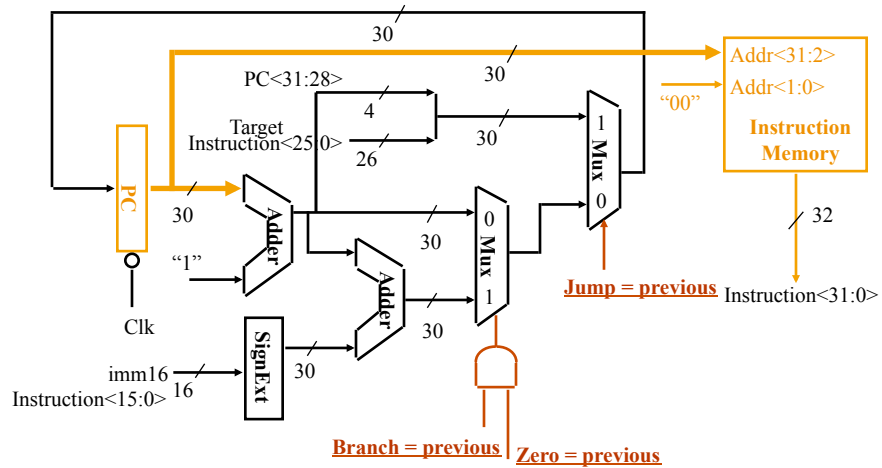 30
30
Addr<31:2>
Addr<1:0>
“00”
Instruction
Memory
32
Instruction<31:0>
PC<31:28>
4
Target
Instruction<25:0>
26
30
1
Mux
0
Jump = previous
PC
30
Clk
“1”
Adder
30
0
Mux
1
Adder
30
imm16
Instruction<15:0>
16
SignExt
30
Branch = previous
Zero = previous